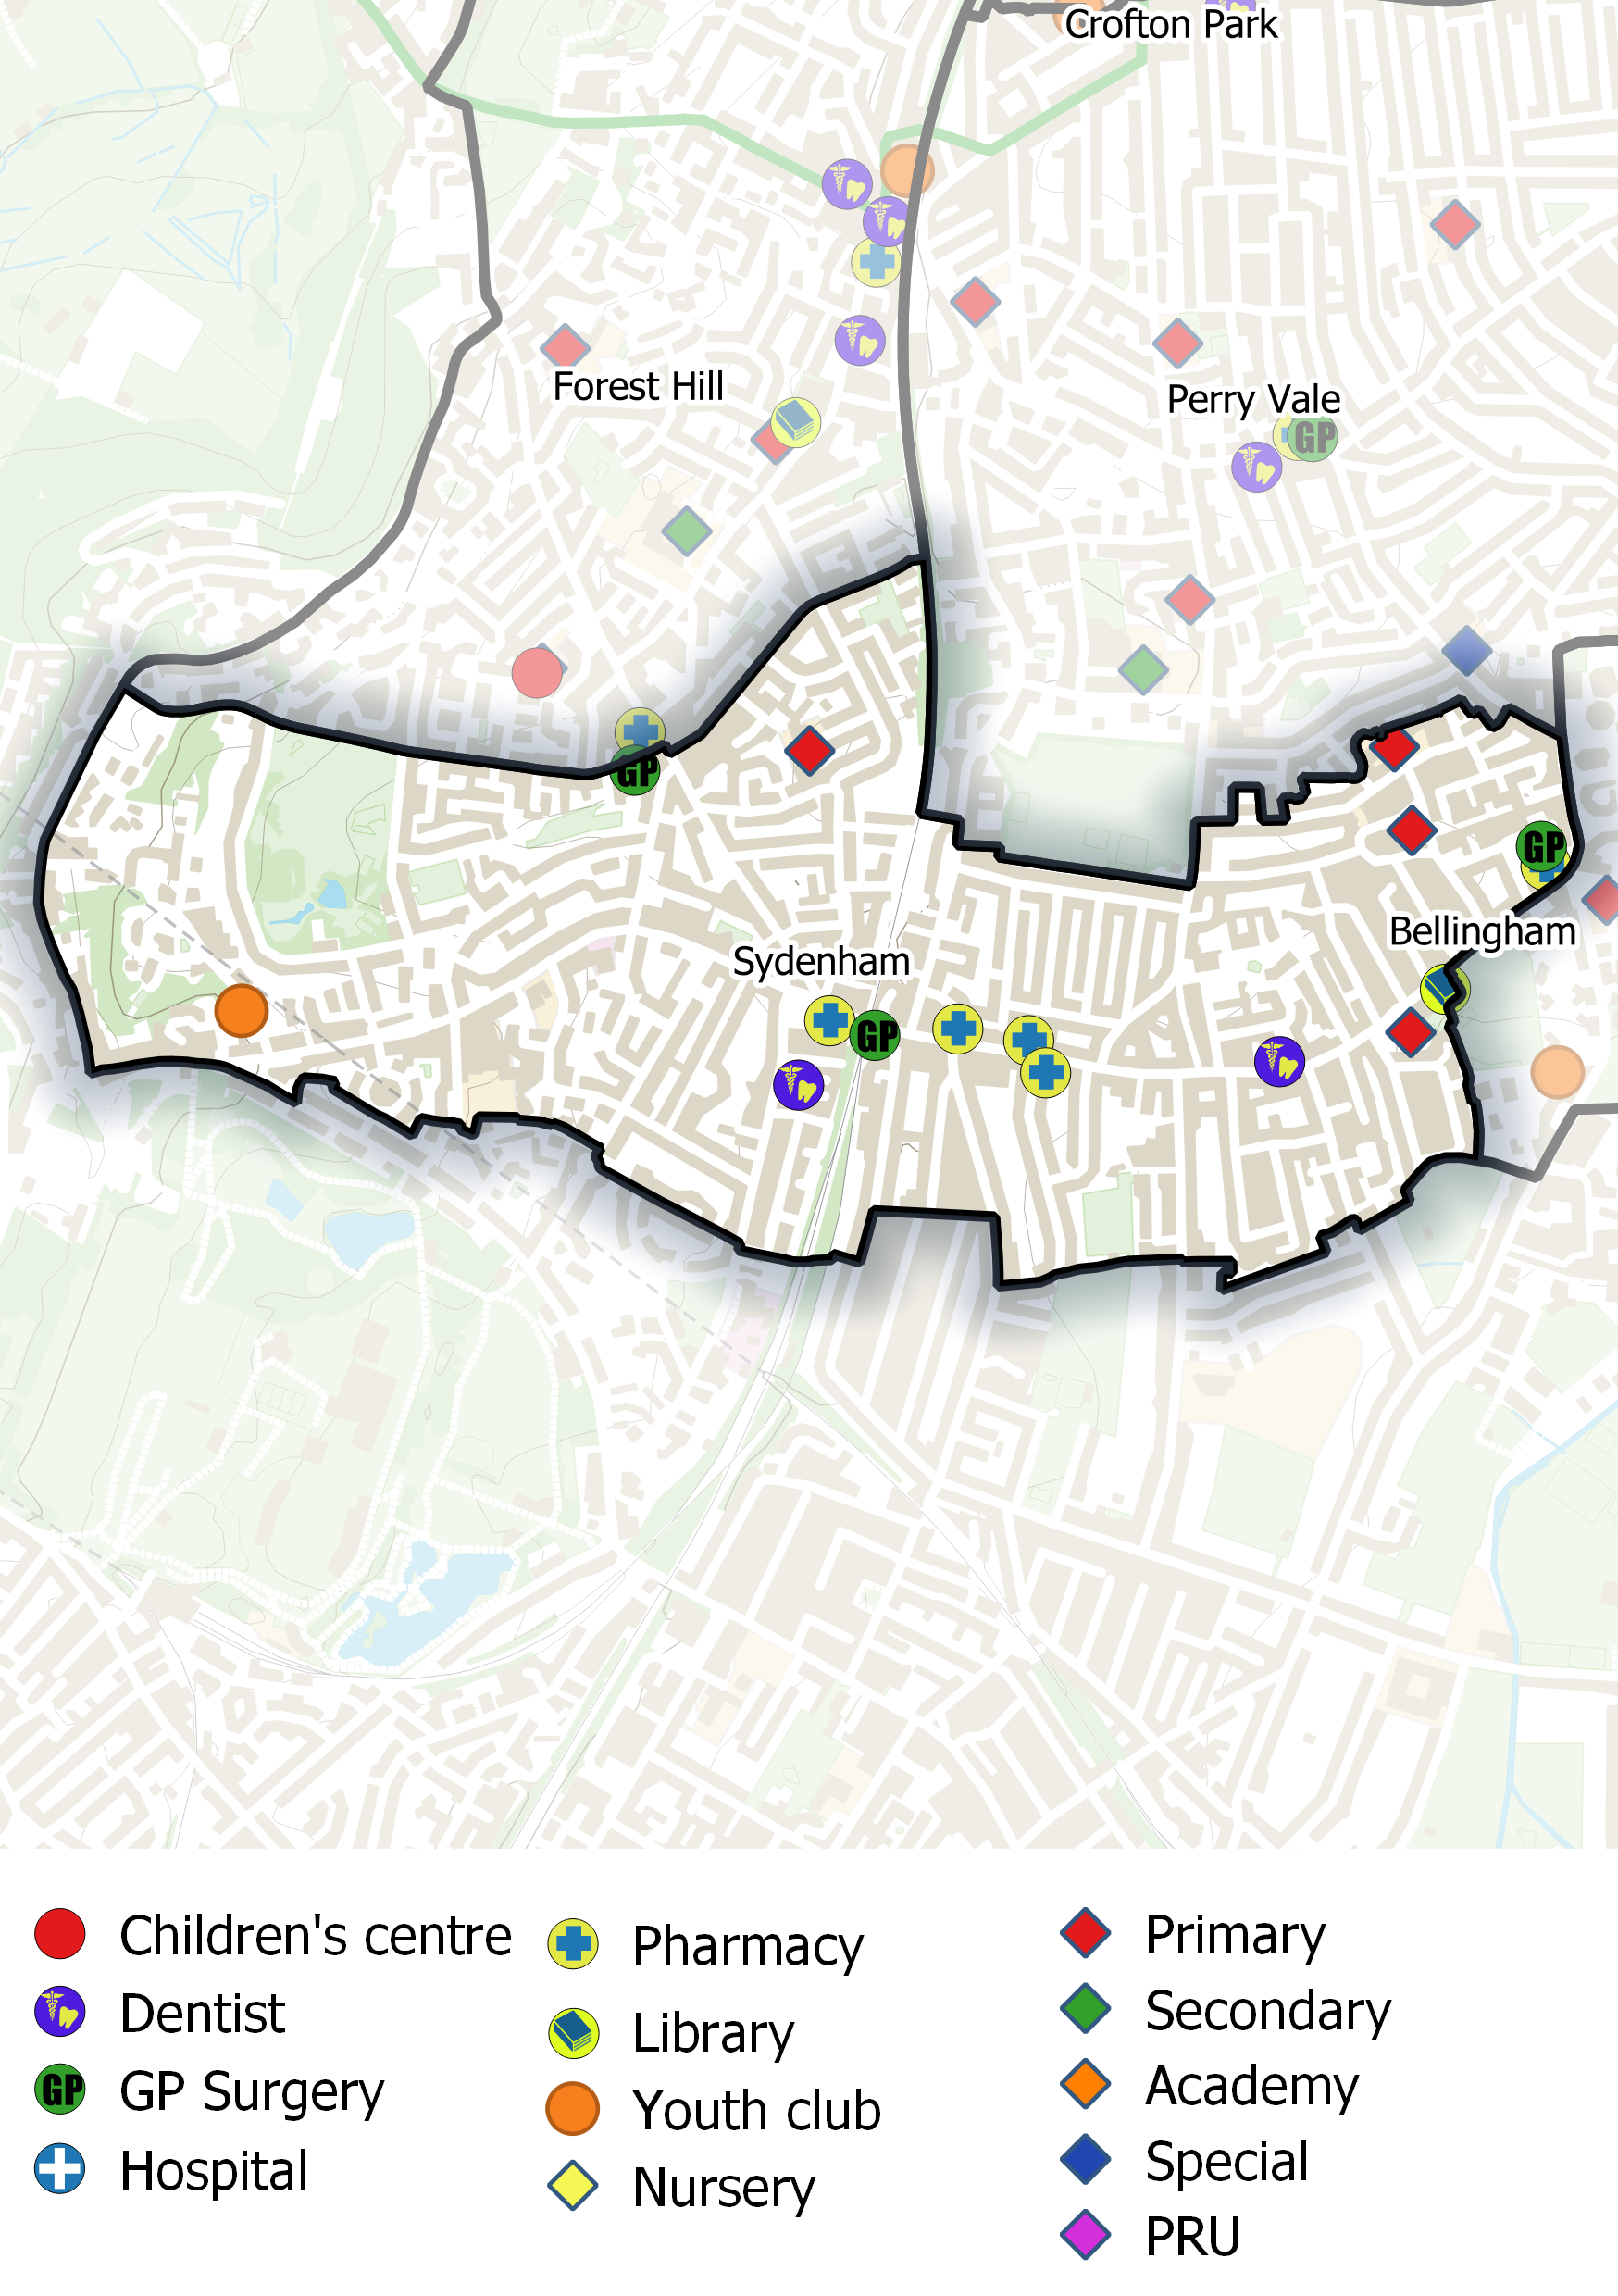 Crofton Park
Forest Hill
Perry Vale
GP
GP
GP
Bellingham
Sydenham
GP
Children's centre
Dentist
GP GP Surgery
Hospital
Pharmacy
Library
Youth club
Nursery
Primary
Secondary
Academy
Special
PRU